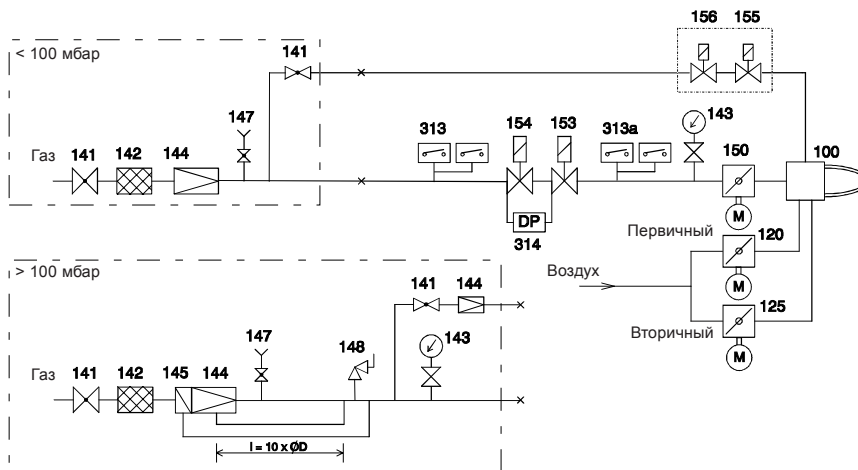 < 100 мбар
141
156 155
147
143
313
154 153
313a
Газ
141 142 144
150
100
M
DP
314
Первичный
120
M
Воздух
125
Вторичный
M
> 100 мбар
141 144
147
148
143
Газ
141 142 145 144
l = 10 x ØD